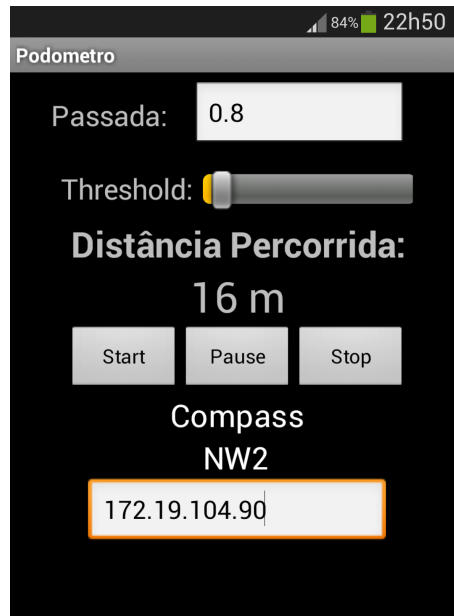 84% 22h50
Podometro
Passada: 0.8
Threshold:
Distância Percorrida:
16 m
Start Pause Stop
Compass
NW2
172.19.104.90